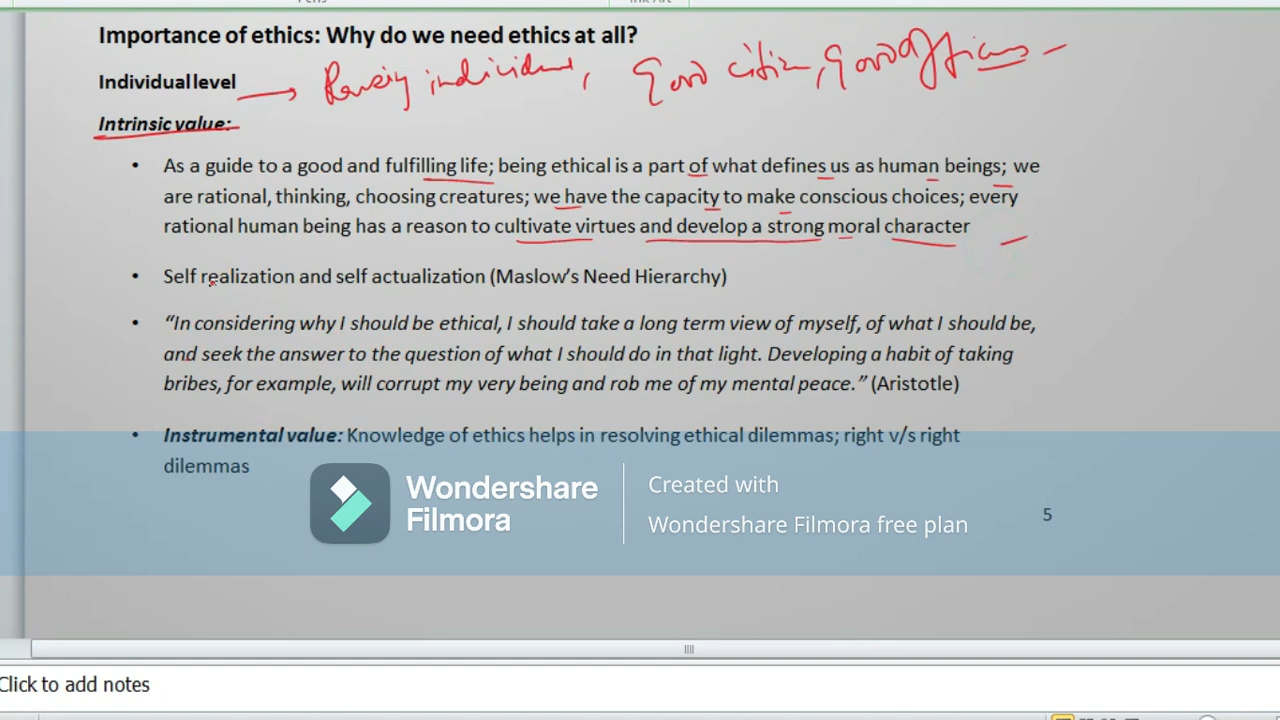 Importance of ethics: Why do we need ethics at all?
Individual level individual, Good citizen, Good
Intrinsic value:
• As a guide to a good and fulfilling life; being ethical is a part of what defines us as human beings; we
are rational, thinking, choosing creatures; we have the capacity to make conscious choices; every
rational human being has a reason to cultivate virtues and develop a strong moral character
• Self realization and self actualization (Maslow’s Need Hierarchy)
• “In considering why I should be ethical, I should take a long term view of myself, of what I should be,
and seek the answer to the question of what I should do in that light. Developing a habit of taking
bribes, for example, will corrupt my very being and rob me of my mental peace.” (Aristotle)
• Instrumental value: Knowledge of ethics helps in resolving ethical dilemmas; right v/s right
dilemmas
Wondershare
Filmora
Created with
Wondershare Filmora free plan
5
Click to add notes